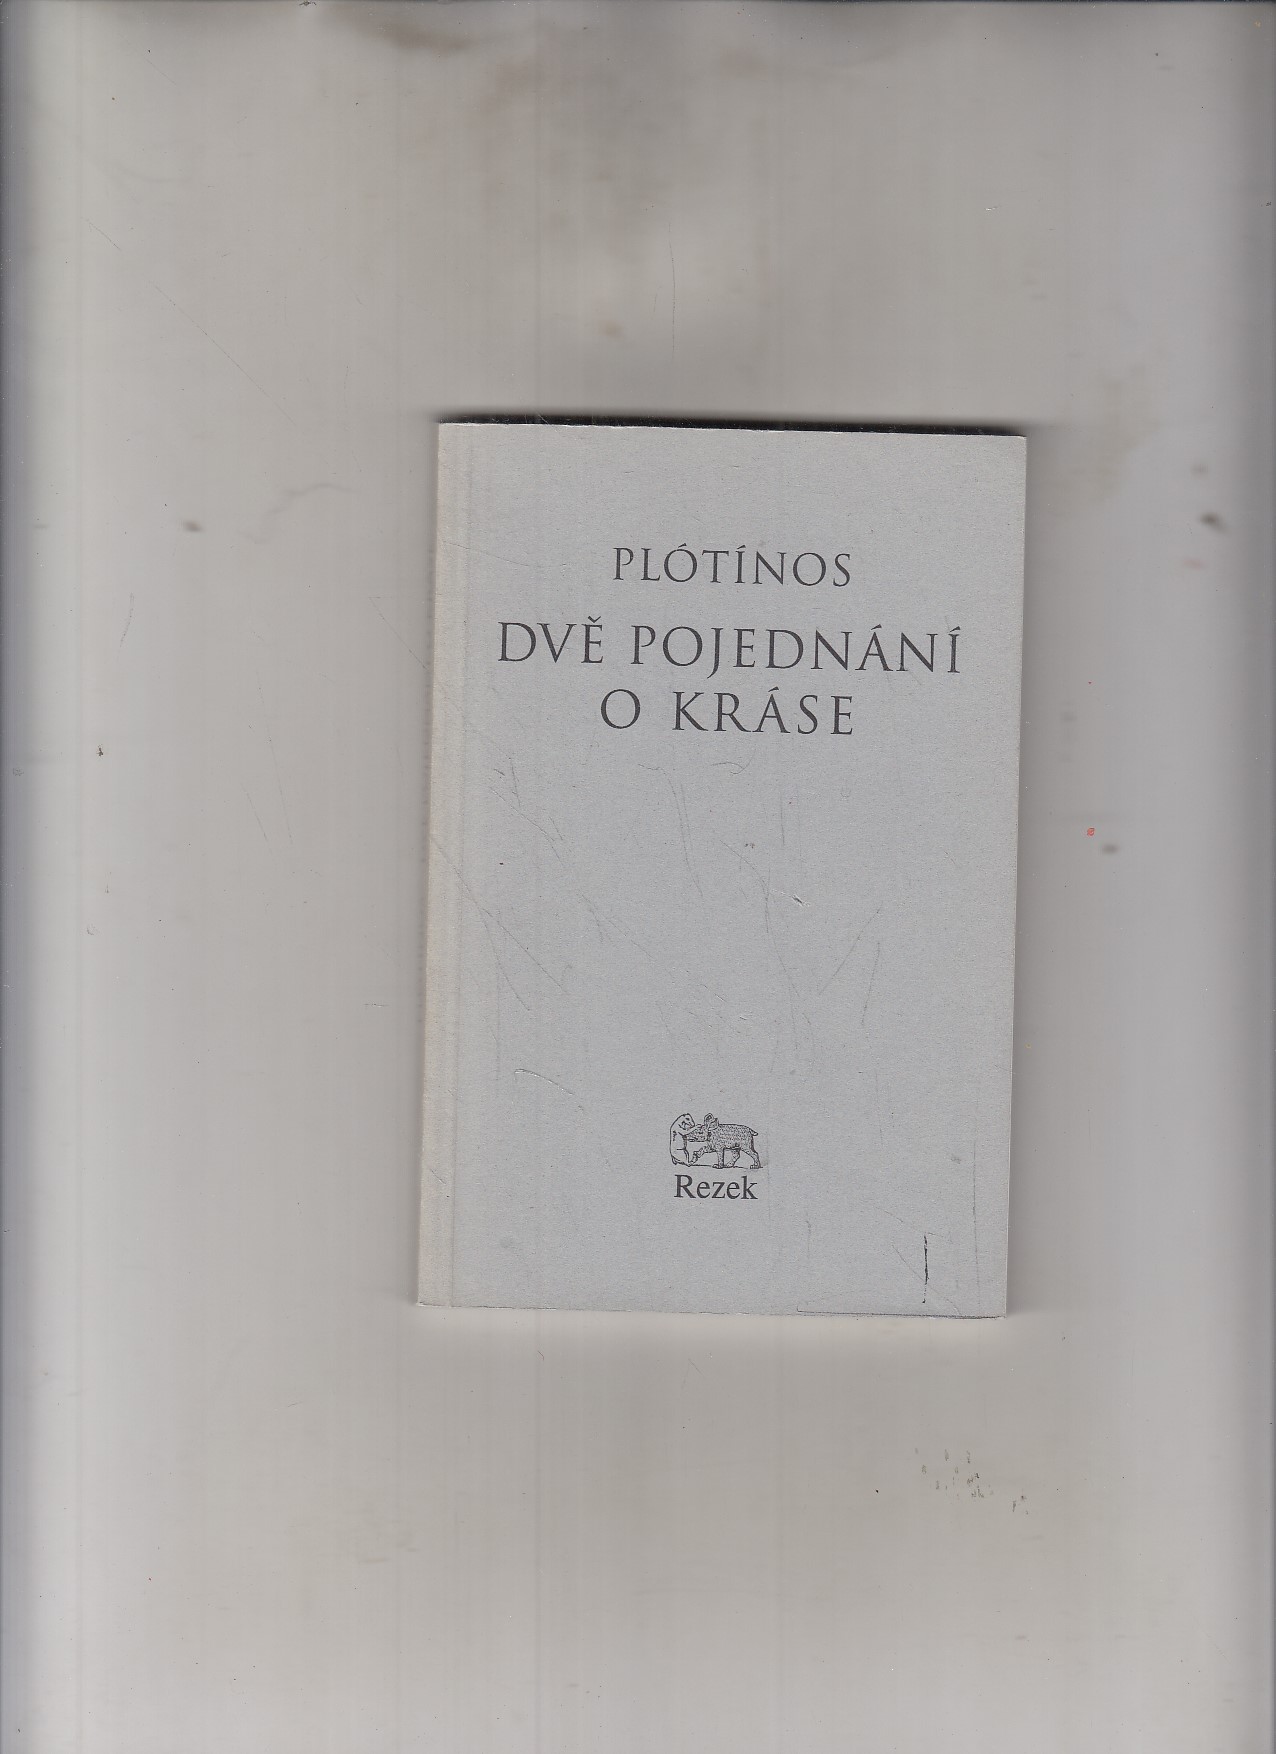 PLÓTÍNOS
DVĚ POJEDNÁNÍ
O KRÁSE
Rezek